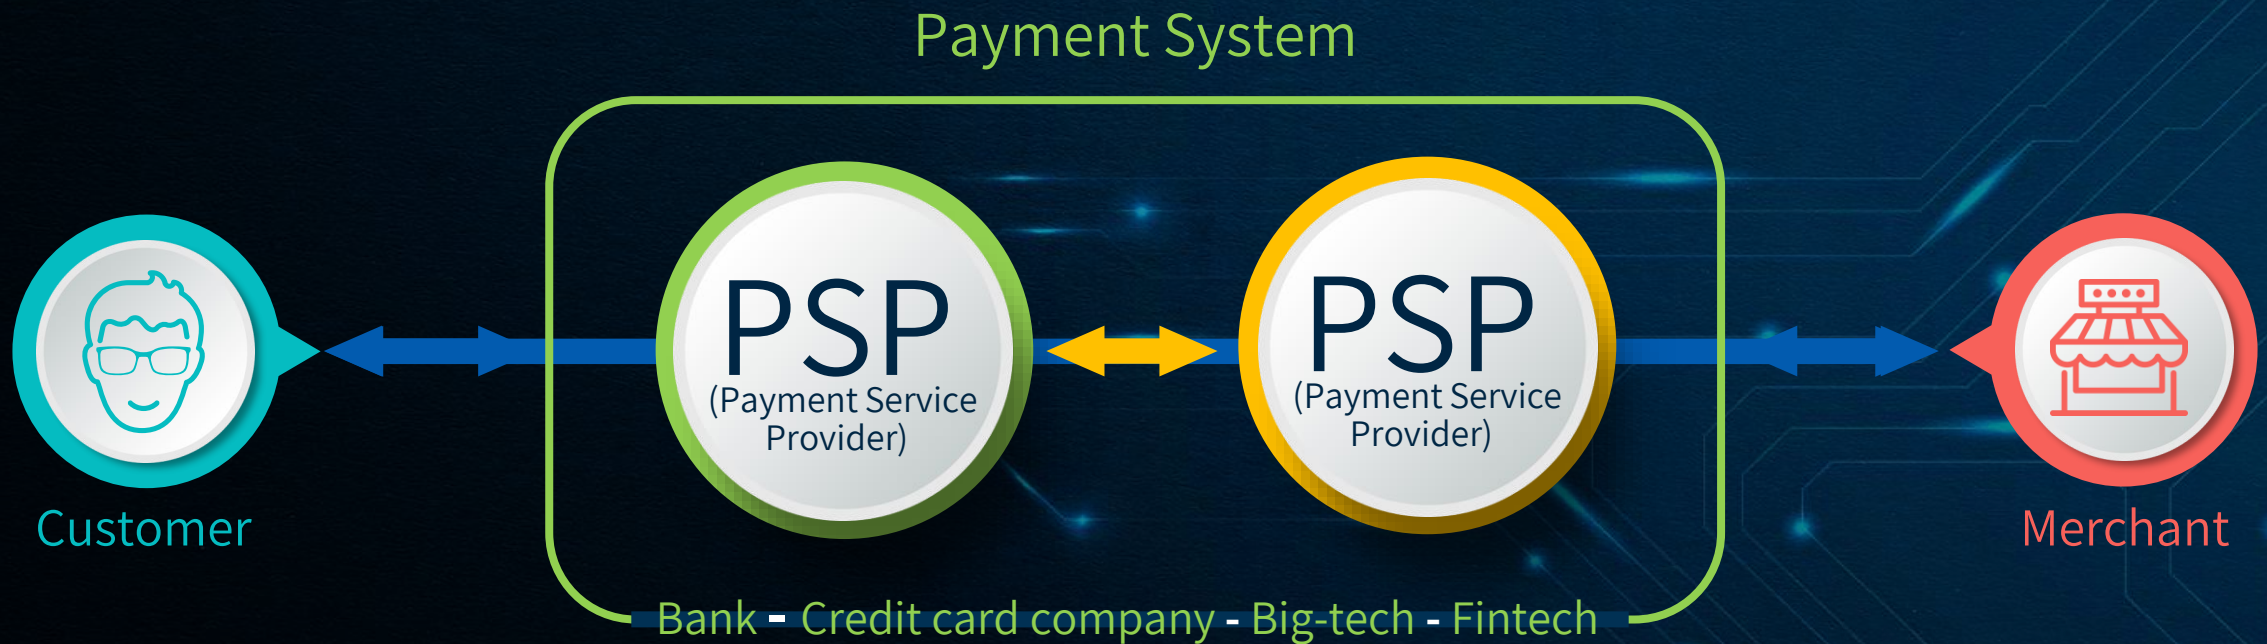 Payment System
PSP
(Payment Service
Provider)
PSP
(Payment Service
Provider)
Customer
Merchant
Bank - Credit card company - Big-tech - Fintech